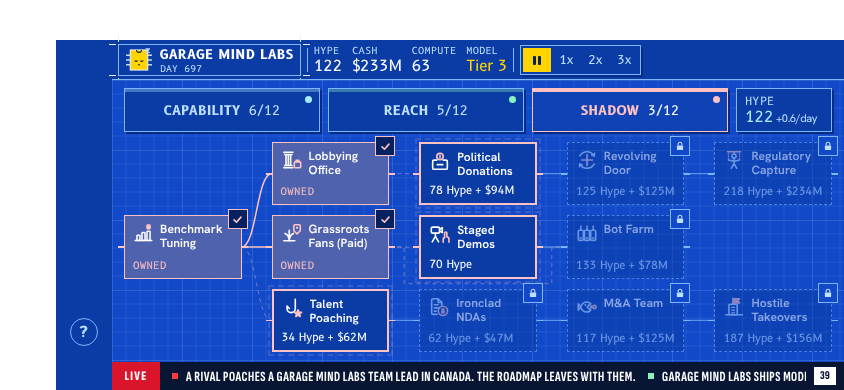 GARAGE MIND LABS
DAY 697
HYPE
122
CASH
$233M
COMPUTE
63
MODEL
Tier 3
1x 2x 3x
CAPABILITY 6/12
REACH 5/12
SHADOW 3/12
HYPE
122 +0.6/day
Lobbying
Office
OWNED
Political
Donations
78 Hype + $94M
Revolving
Door
125 Hype + $125M
Regulatory
Capture
218 Hype + $234M
Benchmark
Tuning
OWNED
Grassroots
Fans (Paid)
OWNED
Staged
Demos
70 Hype
Bot Farm
133 Hype + $78M
Talent
Poaching
34 Hype + $62M
Ironclad
NDAs
62 Hype + $47M
M&A Team
117 Hype + $125M
Hostile
Takeovers
187 Hype + $156M
?
LIVE
A RIVAL POACHES A GARAGE MIND LABS TEAM LEAD IN CANADA. THE ROADMAP LEAVES WITH THEM.
GARAGE MIND LABS SHIPS MODI
39